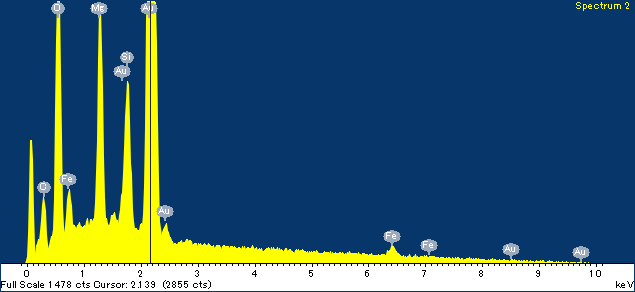 Spectrum 2
O Mg Au
Si
Au
Fe
O
Au
Fe
Fe
Au
Au
0 1 2 3 4 5 6 7 8 9 10
Full Scale 1478 cts Cursor: 2.139 (2855 cts) keV